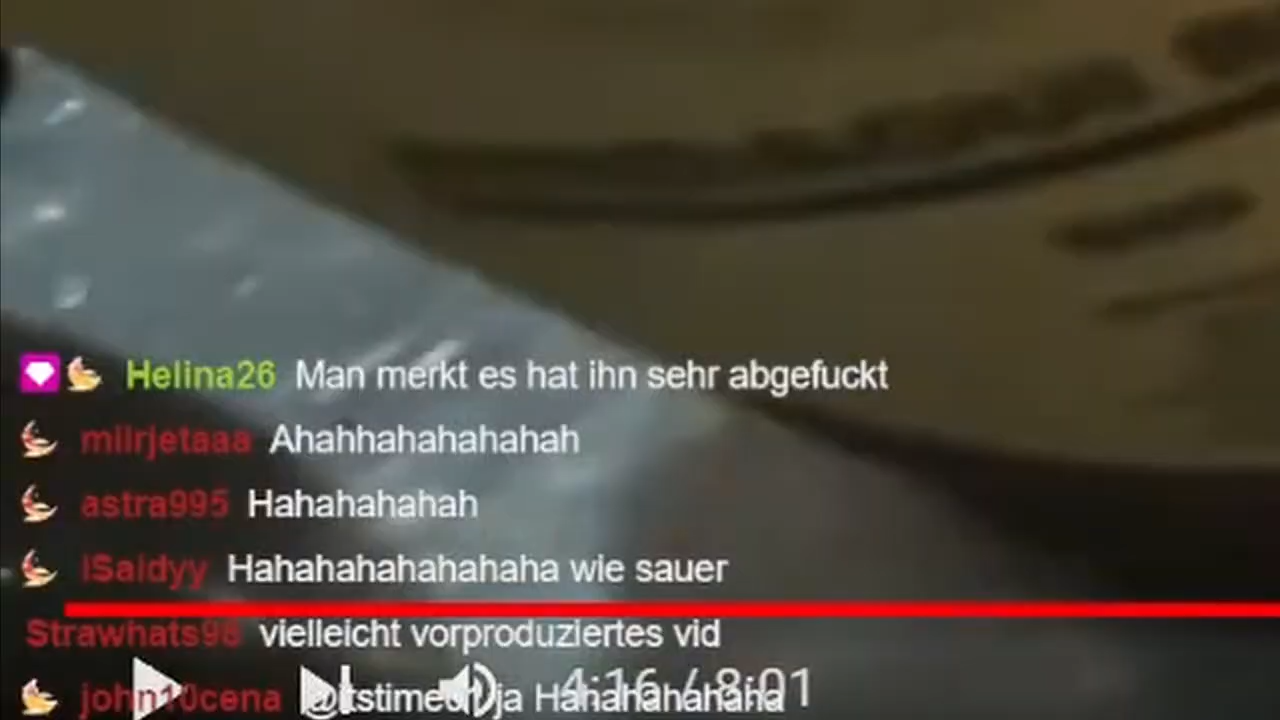 Helina26 Man merkt es hat ihn sehr abgefuckt
miirjetaaa Ahahhahahahahah
astra995 Hahahahahah
ISaidyy Hahahahahahahaha wie sauer
Strawhats98 vielleicht vorproduziertes vid
john10cena ja Hahahahahaha
4:16 / 8:01